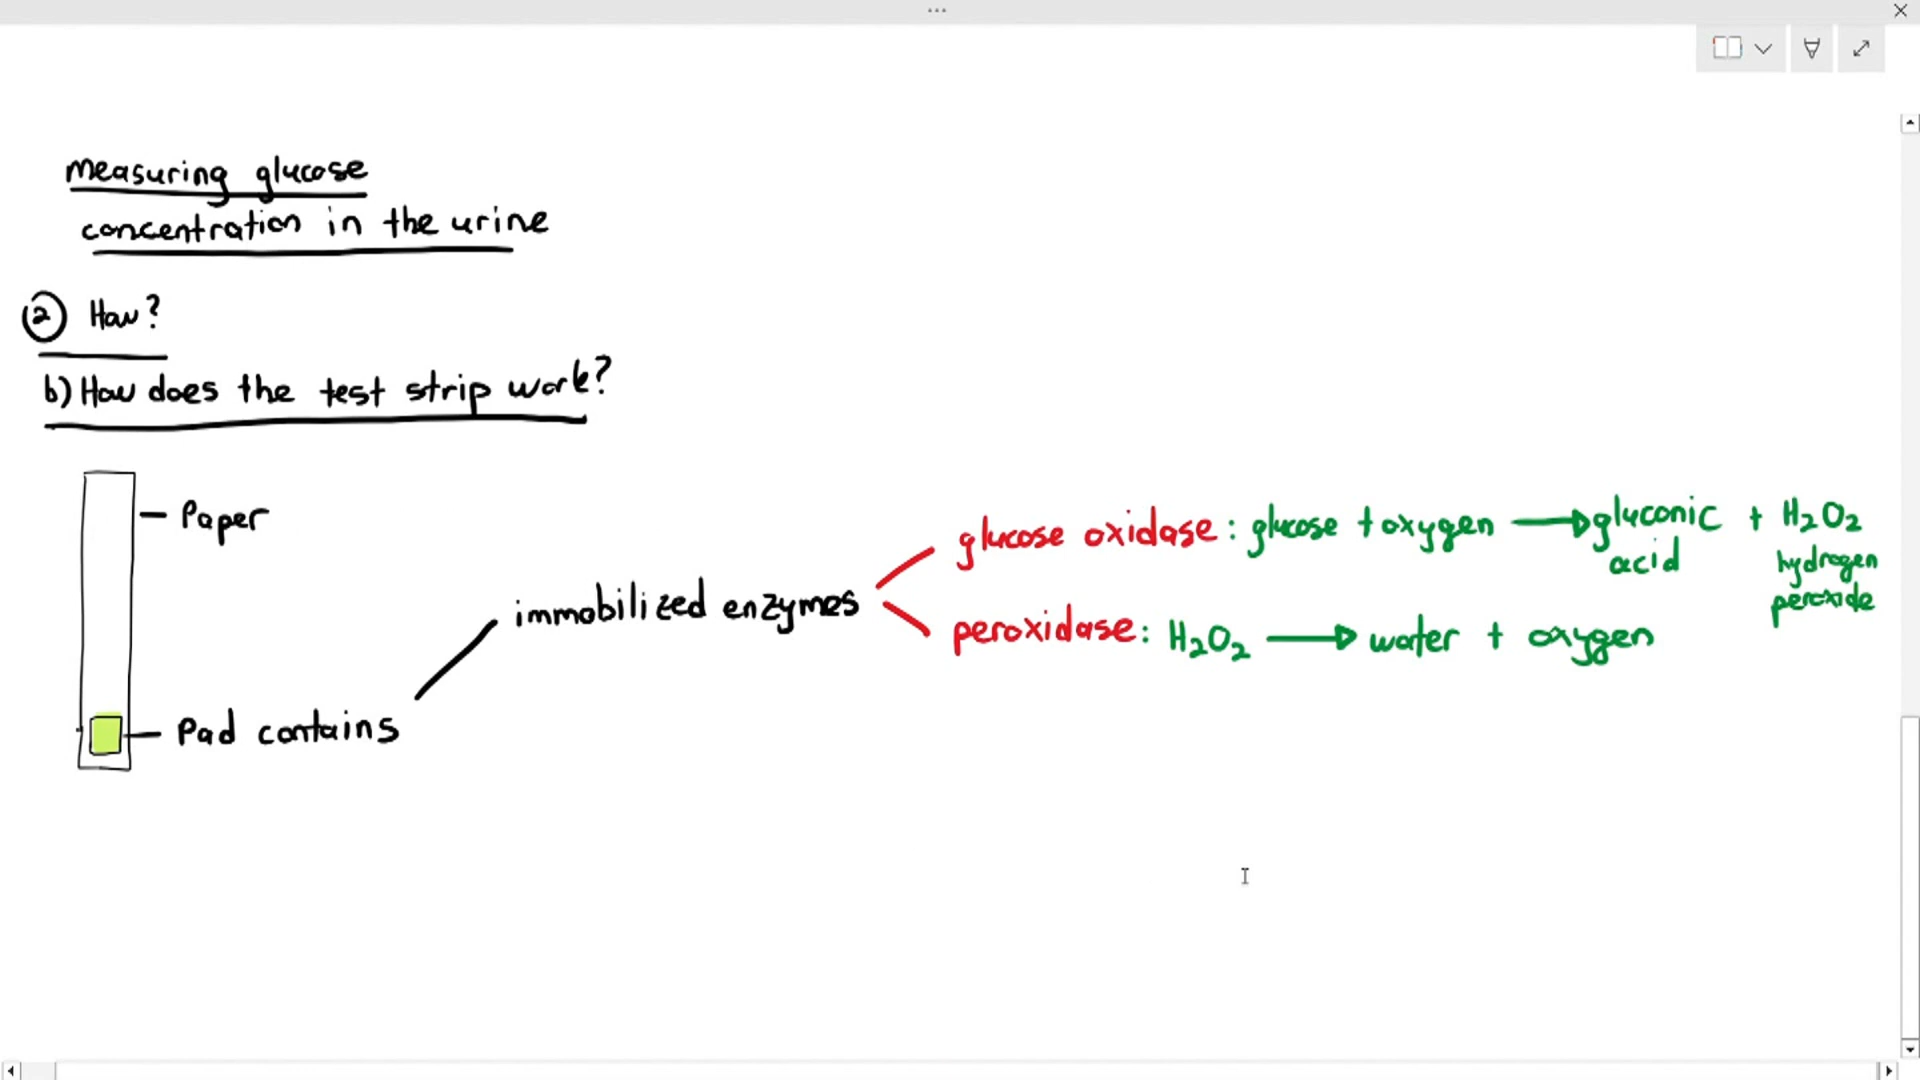 measuring glucose
concentration in the urine
2 How?
b) How does the test strip work?
Paper
Pad contains
immobilized enzymes
glucose oxidase: glucose + oxygen → gluconic acid + H₂O₂
hydrogen
peroxide
peroxidase: H₂O₂ → water + oxygen